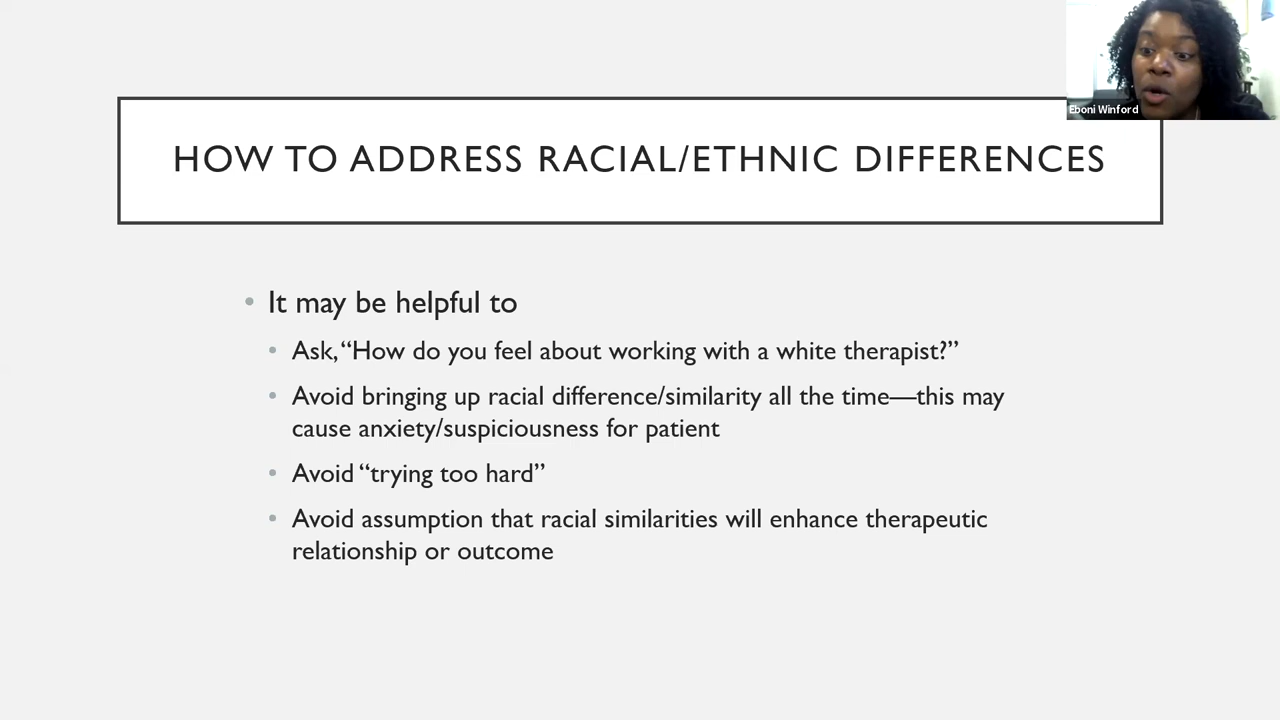 Eboni Winford
HOW TO ADDRESS RACIAL/ETHNIC DIFFERENCES
• It may be helpful to
• Ask, “How do you feel about working with a white therapist?”
• Avoid bringing up racial difference/similarity all the time—this may
cause anxiety/suspiciousness for patient
• Avoid “trying too hard”
• Avoid assumption that racial similarities will enhance therapeutic
relationship or outcome